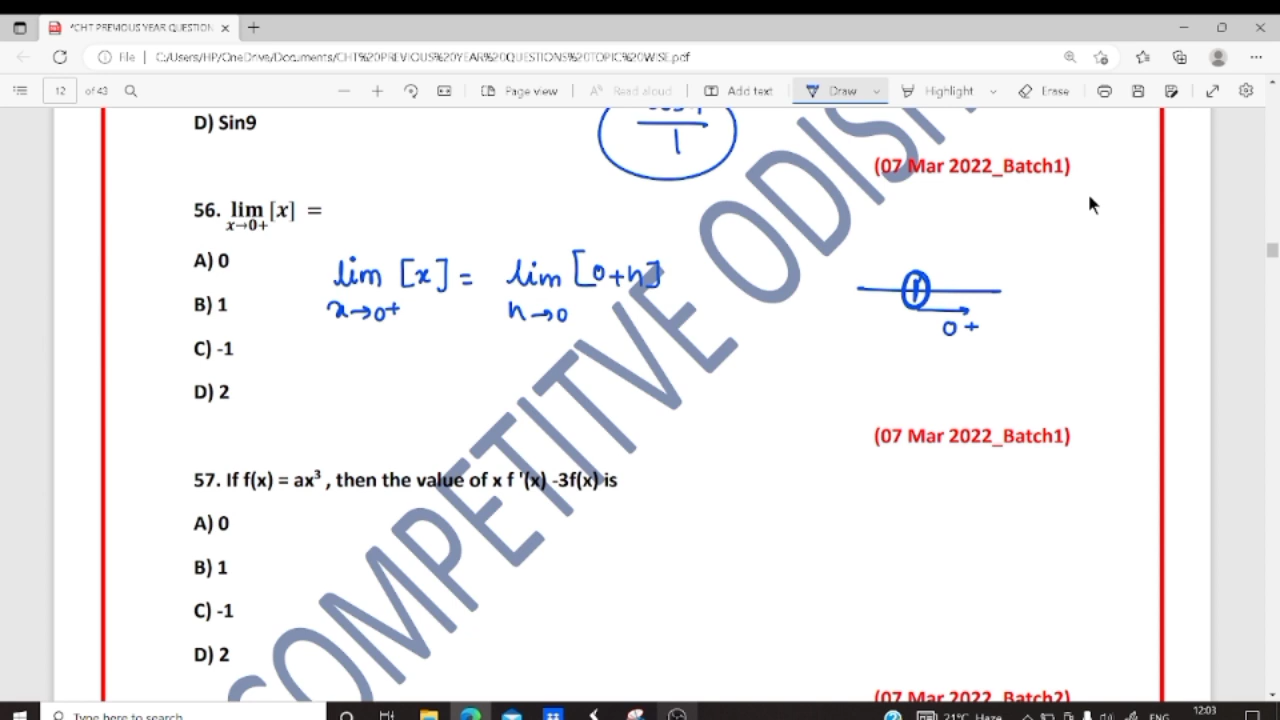 *CHT PREVIOUS YEAR QUESTION
File | C:/Users/HP/OneDrive/Documents/CHT%20PREVIOUS%20YEAR%20QUESTIONS%20TOPIC%20WISE.pdf
12 of 43 Page view Read aloud Add text Draw Highlight Erase
D) Sin9
1
(07 Mar 2022_Batch1)
56. lim [x] =
x→0+
A) 0
lim [x] = lim [0+h]
x→0+ h→0
0+
B) 1
C) -1
D) 2
(07 Mar 2022_Batch1)
57. If f(x) = ax³ , then the value of x f '(x) -3f(x) is
A) 0
B) 1
C) -1
D) 2
(07 Mar 2022_Batch2)
COMPETITVE ODISH
Type here to search 21°C Haze ENG 12:03